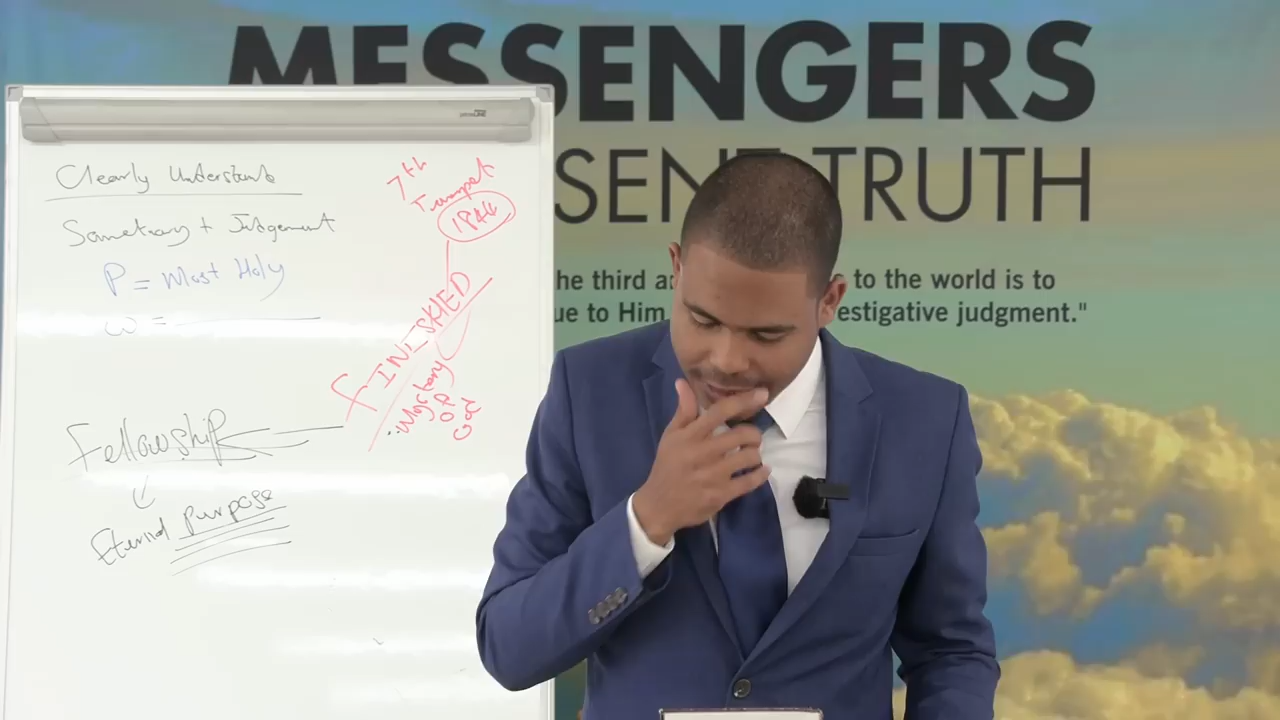 MESSENGERS
SEN TRUTH
he third a to the world is to
ue to Him estigative judgment."
Clearly Understand
Sanctuary + Judgement
P = Most Holy
W =
7th
Trumpet
1844
FINISHED
Mystery
OF
God
Fellowship
Eternal Purpose